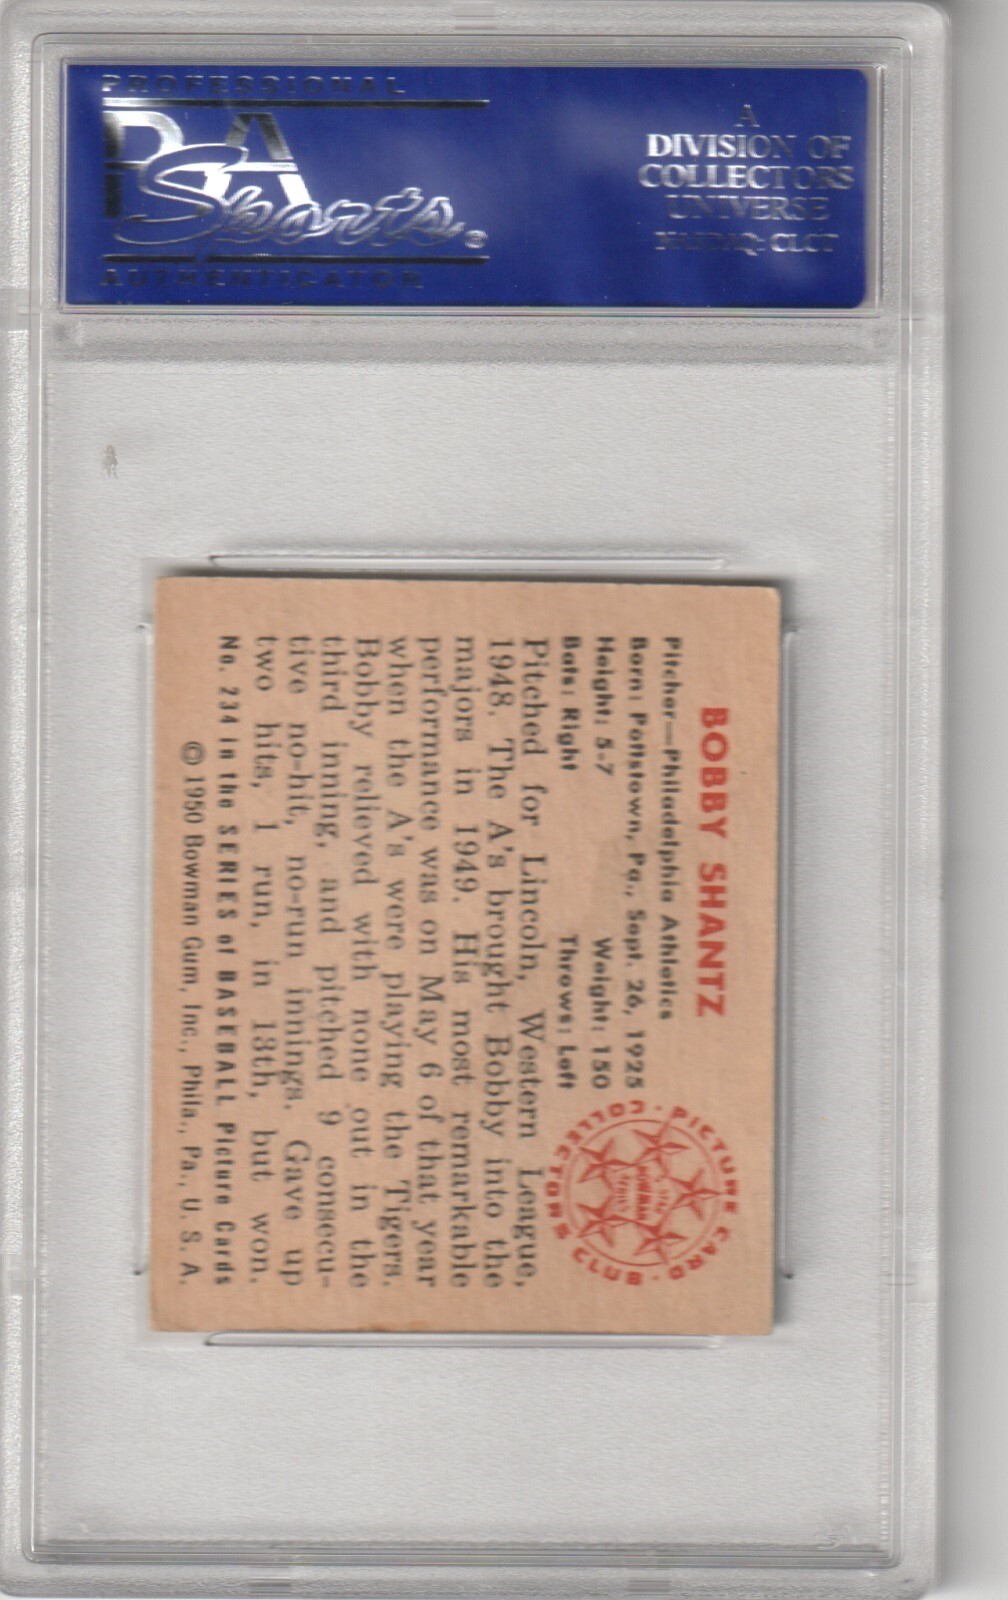 PROFESSIONAL
PSA
Sports®
AUTHENTICATOR
A
DIVISION OF
COLLECTORS
UNIVERSE
NASDAQ: CLCT
BOBBY SHANTZ
Pitcher—Philadelphia Athletics
Born: Pottstown, Pa., Sept. 26, 1925
Height: 5-7 Weight: 150
Bats: Right Throws: Left
PICTURE CARD · COLLECTORS CLUB ·
BOWMAN
Pitched for Lincoln, Western League,
1948. The A's brought Bobby into the
majors in 1949. His most remarkable
performance was on May 6 of that year
when the A's were playing the Tigers.
Bobby relieved with none out in the
third inning, and pitched 9 consecu-
tive no-hit, no-run innings. Gave up
two hits, 1 run, in 13th, but won.
No. 234 in the SERIES of BASEBALL Picture Cards
© 1950 Bowman Gum, Inc., Phila., Pa., U. S. A.